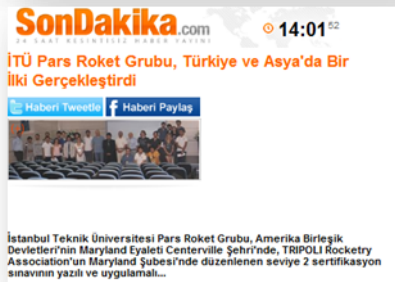 SonDakika.com
24 SAAT KESİNTİSİZ HABER YAYINI
14:01 52
İTÜ Pars Roket Grubu, Türkiye ve Asya'da Bir
İlki Gerçekleştirdi
Haberi Tweetle Haberi Paylaş
İstanbul Teknik Üniversitesi Pars Roket Grubu, Amerika Birleşik
Devletleri'nin Maryland Eyaleti Centerville Şehri'nde, TRIPOLI Rocketry
Association'un Maryland Şubesi'nde düzenlenen seviye 2 sertifikasyon
sınavının yazılı ve uygulamalı...